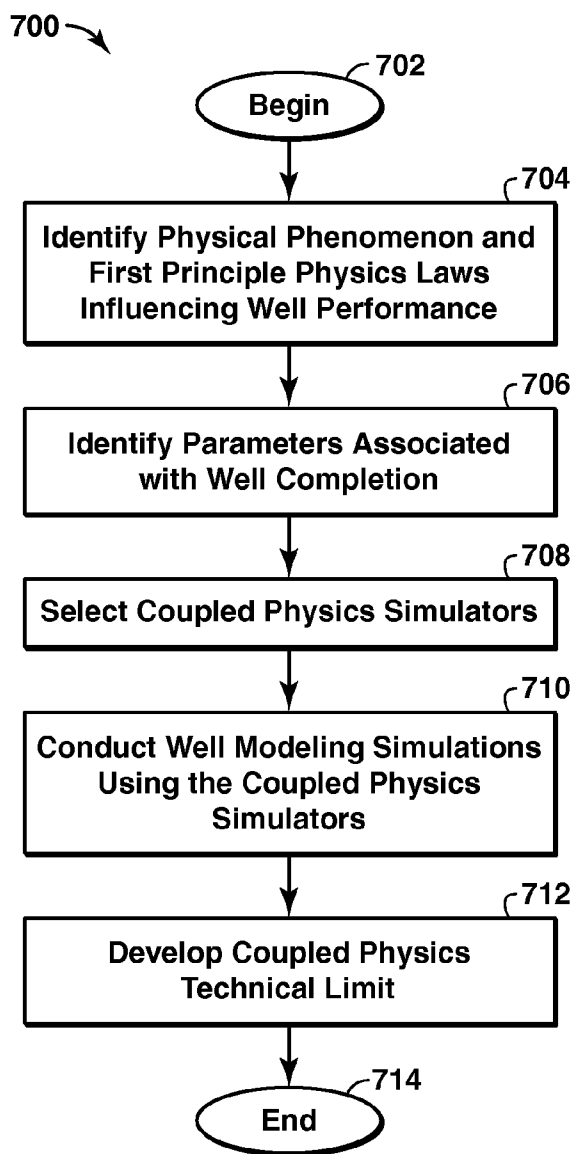 700
702
Begin
704
Identify Physical Phenomenon and
First Principle Physics Laws
Influencing Well Performance
706
Identify Parameters Associated
with Well Completion
708
Select Coupled Physics Simulators
710
Conduct Well Modeling Simulations
Using the Coupled Physics
Simulators
712
Develop Coupled Physics
Technical Limit
714
End